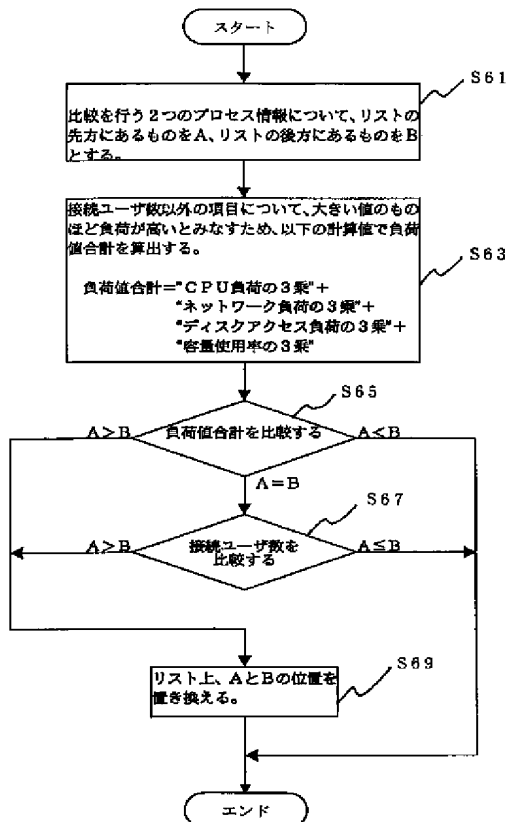 スタート
S61
比較を行う２つのプロセス情報について、リストの
先方にあるものをA、リストの後方にあるものをB
とする。
接続ユーザ数以外の項目について、大きい値のもの
ほど負荷が高いとみなすため、以下の計算値で負荷
値合計を算出する。
S63
負荷値合計="CPU負荷の３乗"+
"ネットワーク負荷の３乗"+
"ディスクアクセス負荷の３乗"+
"容量使用率の３乗"
S65
A>B
負荷値合計を比較する
A<B
A=B
S67
A>B
接続ユーザ数を
比較する
A≦B
S69
リスト上、AとBの位置を
置き換える。
エンド